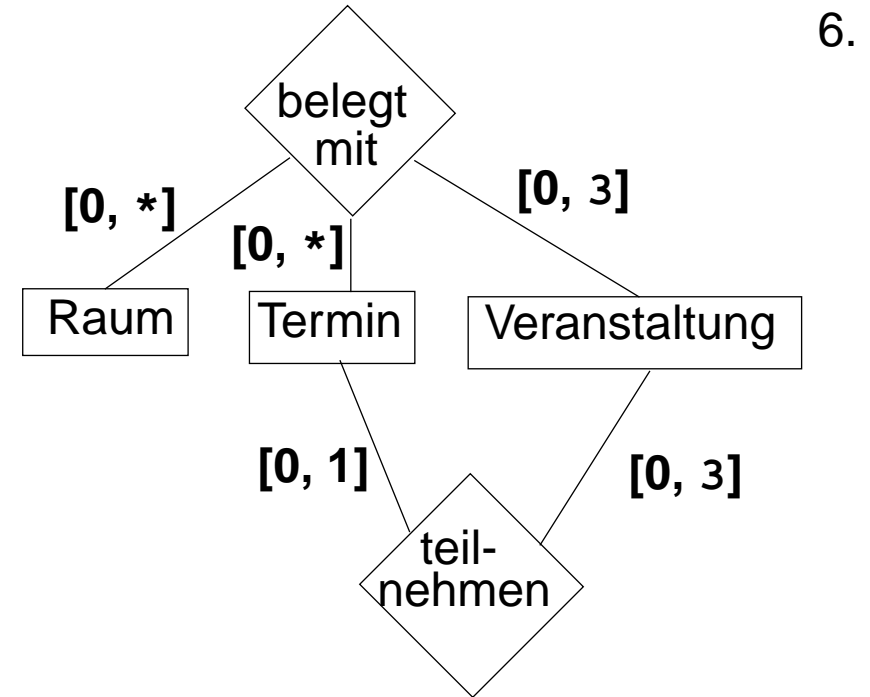 6.
belegt
mit
[0, *]
[0, *]
[0, 3]
Raum
Termin
Veranstaltung
[0, 1]
[0, 3]
teil-
nehmen